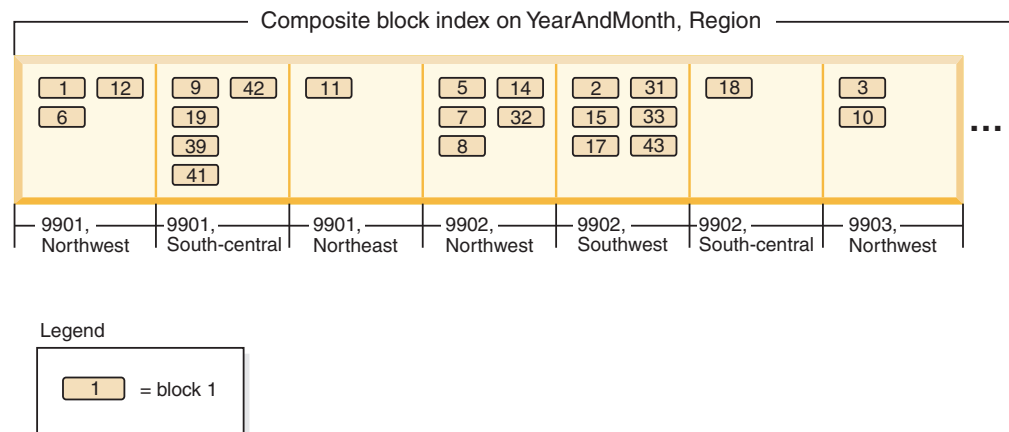 Composite block index on YearAndMonth, Region
1 12 9 42 11 5 14 2 31 18 3
6 19 7 32 15 33 10
39 8 17 43
41
...
9901, 9901, 9901, 9902, 9902, 9902, 9903,
Northwest South-central Northeast Northwest Southwest South-central Northwest
Legend
1 = block 1